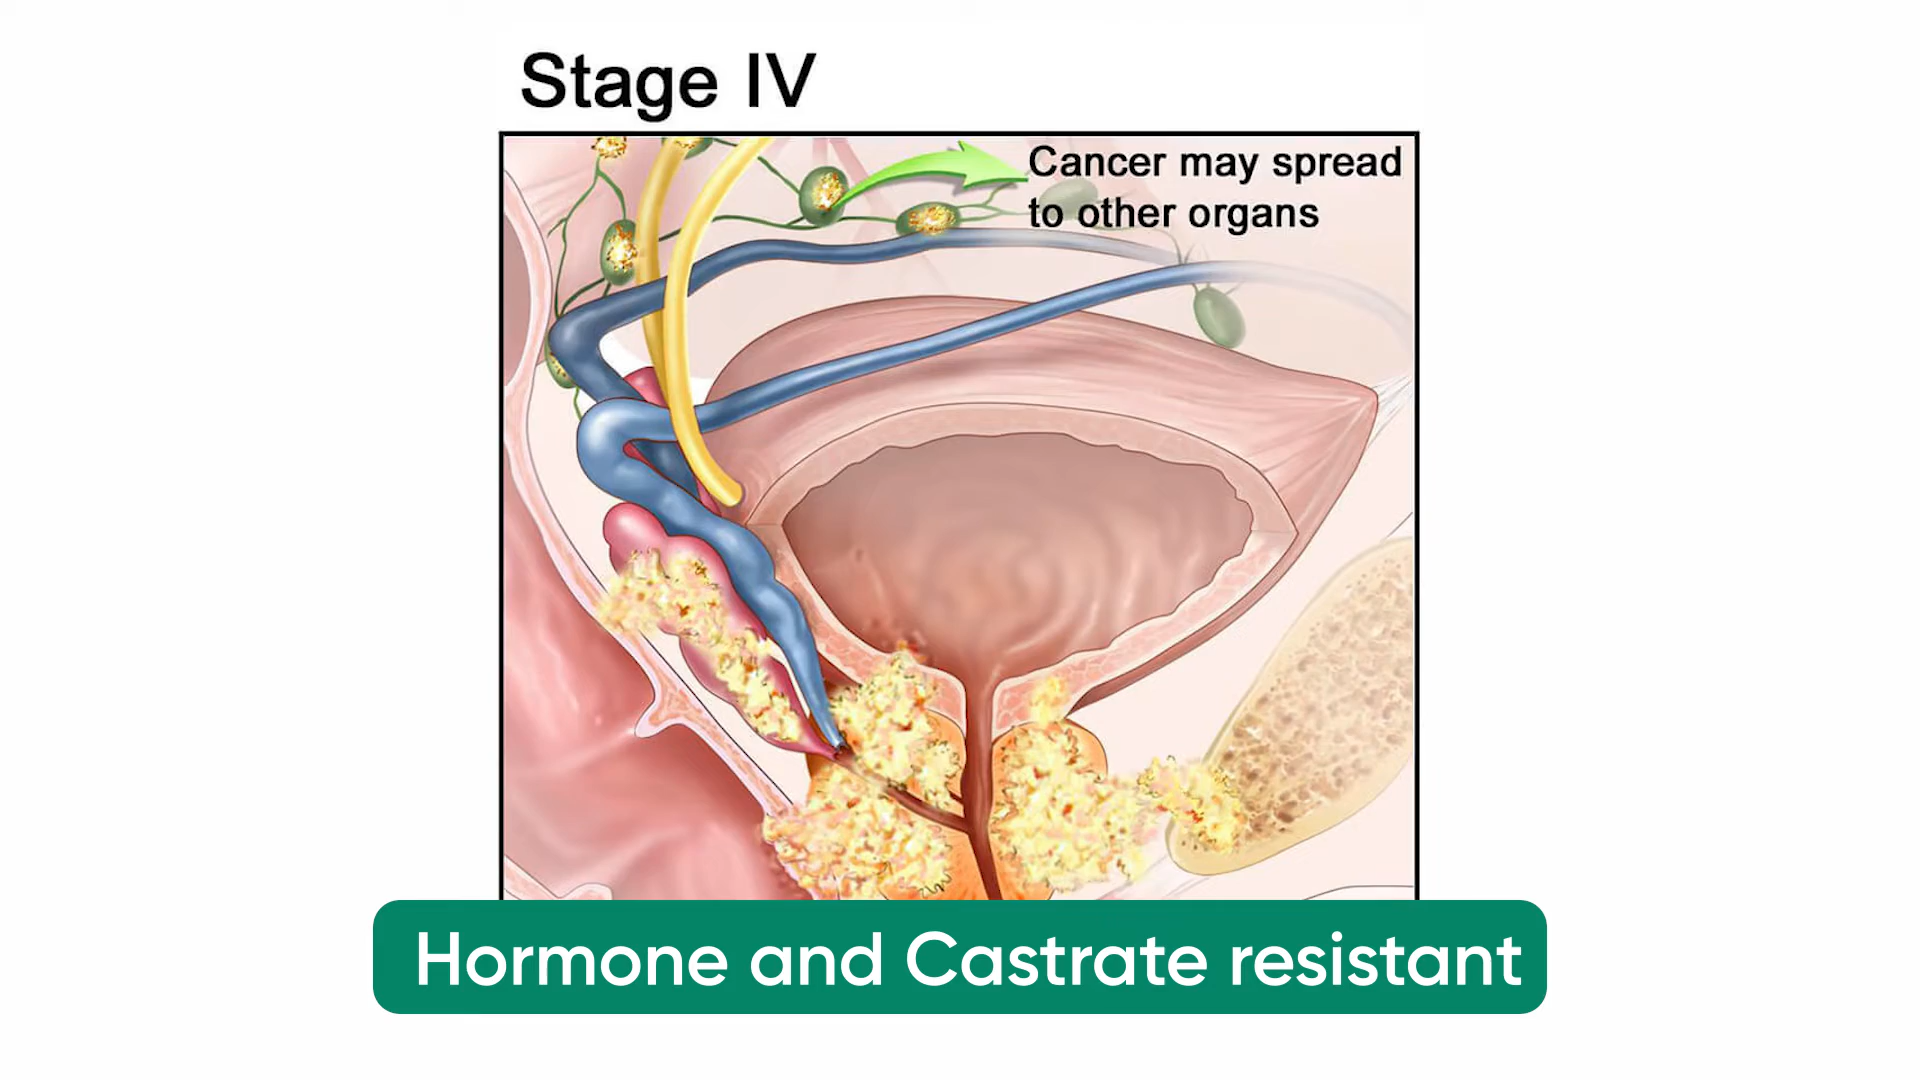 Stage IV
Cancer may spread
to other organs
Hormone and Castrate resistant